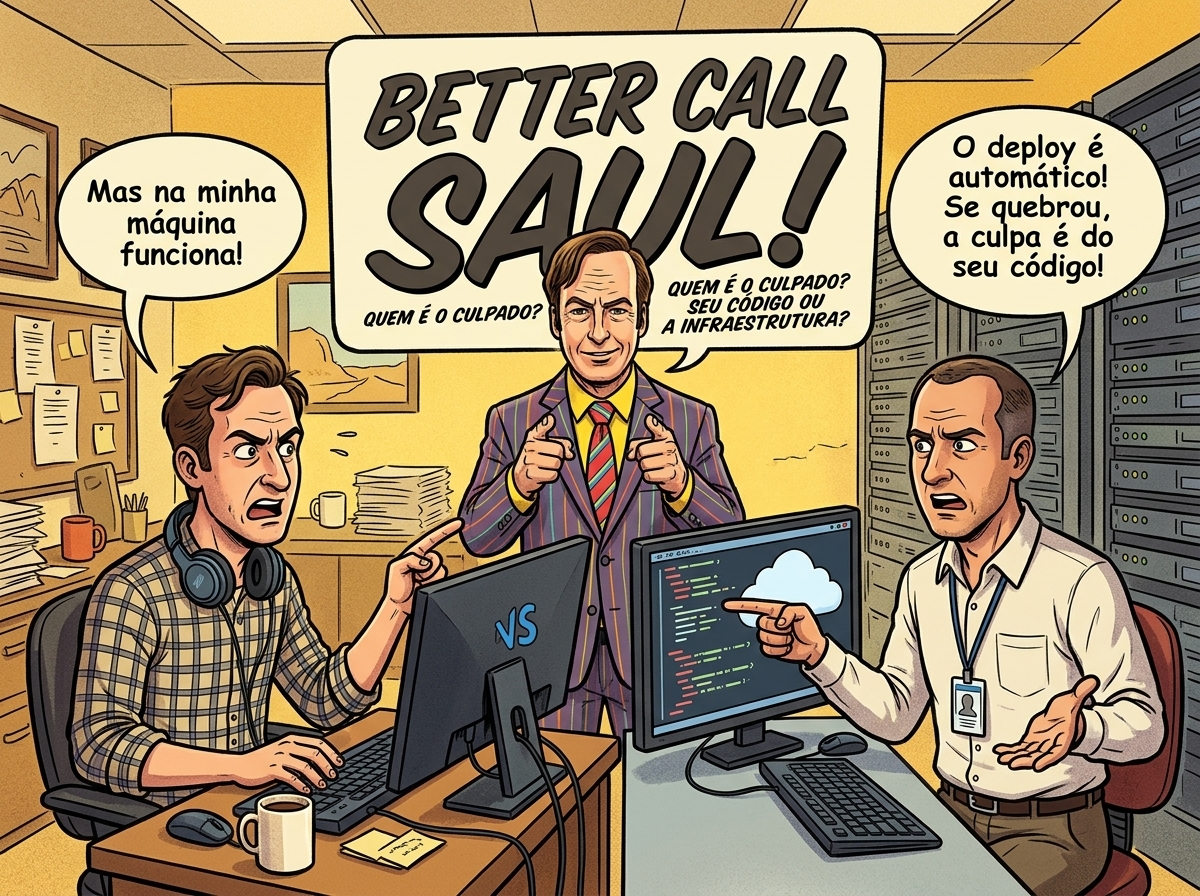 BETTER CALL
SAUL!
QUEM É O CULPADO?
QUEM É O CULPADO?
SEU CÓDIGO OU
A INFRAESTRUTURA?
Mas na minha
máquina
funciona!
O deploy é
automático!
Se quebrou,
a culpa é do
seu código!
VS